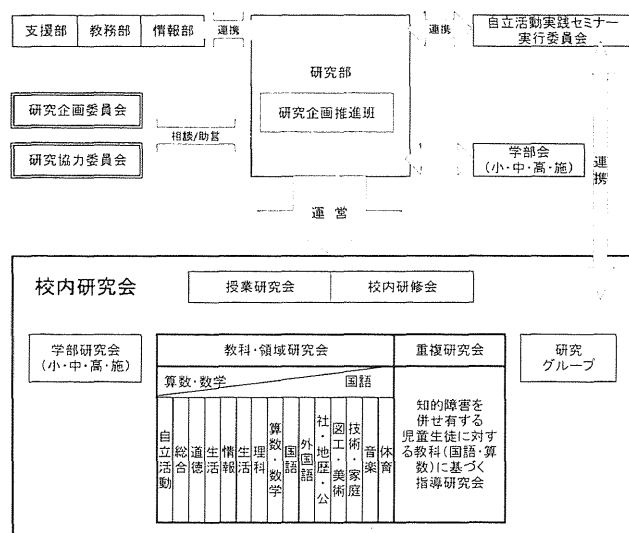 支援部 教務部 情報部
連携
研究部
研究企画推進班
連携
自立活動実践セミナー
実行委員会
研究企画委員会
相談/助言
研究協力委員会
学部会
(小・中・高・施)
連携
運営
校内研究会
授業研究会 校内研修会
学部研究会
(小・中・高・施)
教科・領域研究会
重複研究会
研究
グループ
算数・数学
国語
自立活動
総合
道徳
生活
情報
生活
理科
算数・数学
国語
外国語
社・地歴・公
図工・美術
技術・家庭
音楽
体育
知的障害を
併せ有する
児童生徒に対す
る教科(国語・算
数)に基づく
指導研究会